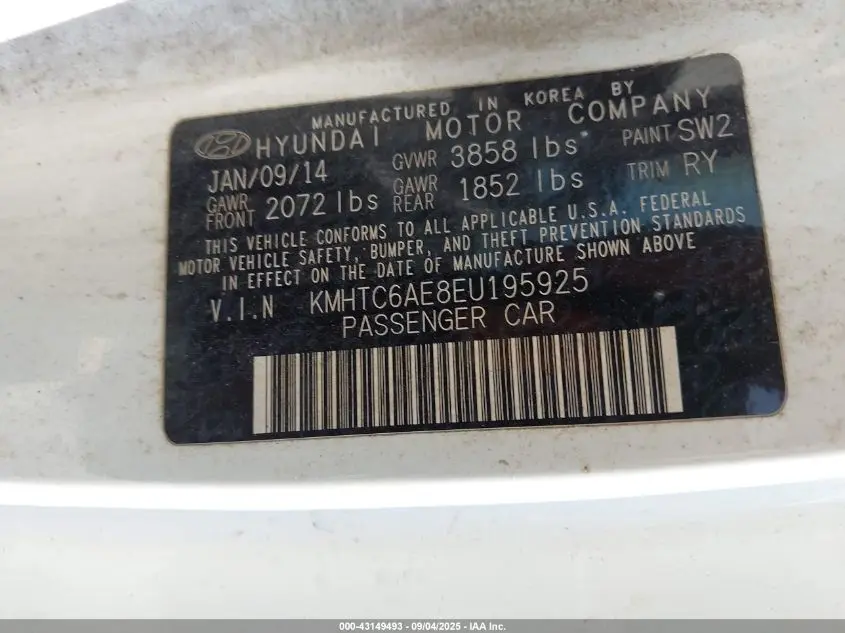 MANUFACTURED IN KOREA BY
HYUNDAI MOTOR COMPANY
JAN/09/14 GVWR 3858 lbs PAINT SW2
GAWR FRONT 2072 lbs GAWR REAR 1852 lbs TRIM RY
THIS VEHICLE CONFORMS TO ALL APPLICABLE U.S.A. FEDERAL
MOTOR VEHICLE SAFETY, BUMPER, AND THEFT PREVENTION STANDARDS
IN EFFECT ON THE DATE OF MANUFACTURE SHOWN ABOVE
V.I.N KMHTC6AE8EU195925
PASSENGER CAR
000-43149493 - 09/04/2025 - IAA Inc.